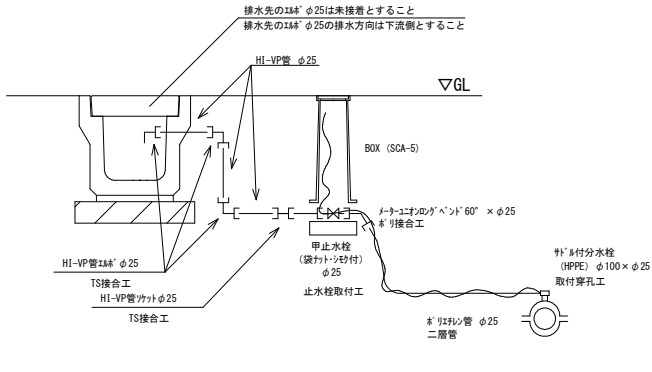 排水先のｴﾙﾎﾞφ25は未接着とすること
排水先のｴﾙﾎﾞφ25の排水方向は下流側とすること
HI-VP管 φ25
▽GL
BOX (SCA-5)
ﾒｰﾀｰﾕﾆｵﾝﾛﾝｸﾞﾍﾞﾝﾄﾞ60°×φ25
ﾎﾟﾘ接合工
甲止水栓
(袋ﾅｯﾄ･ｼﾓｸ付)
φ25
止水栓取付工
ｻﾄﾞﾙ付分水栓
(HPPE) φ100×φ25
取付穿孔工
HI-VP管ｴﾙﾎﾞφ25
TS接合工
HI-VP管ｿｹｯﾄφ25
TS接合工
ﾎﾟﾘｴﾁﾚﾝ管 φ25
二層管